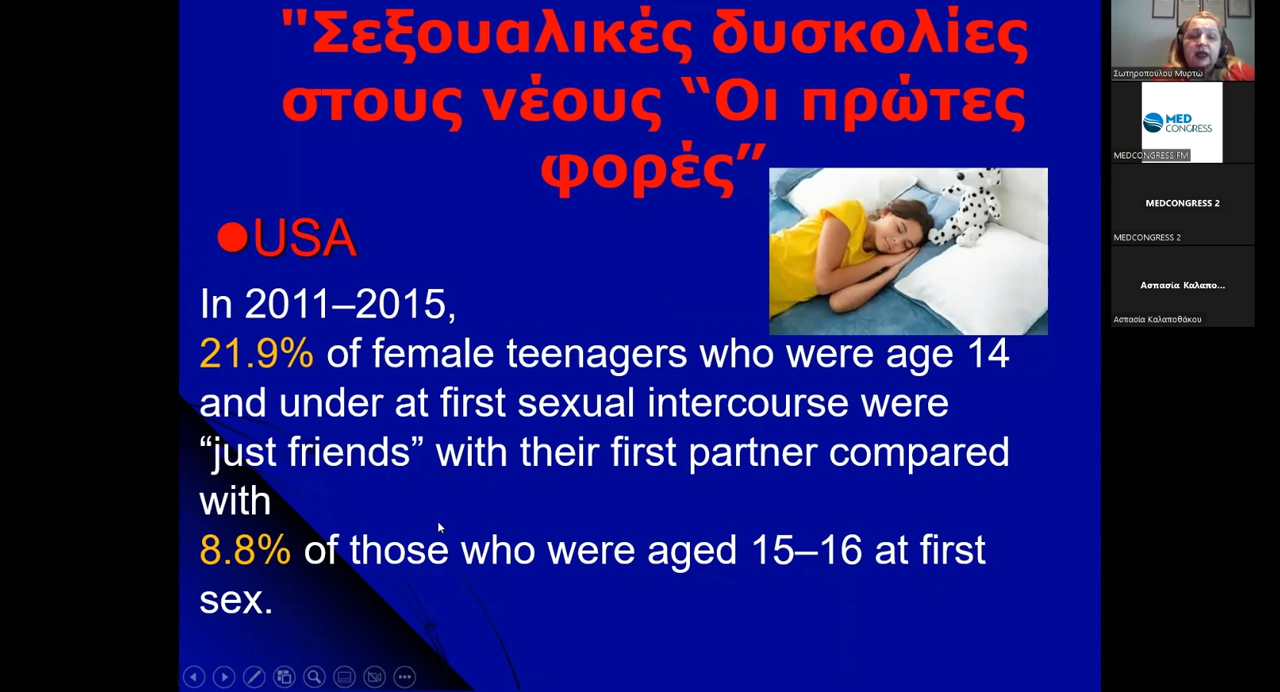 "Σεξουαλικές δυσκολίες
στους νέους “Οι πρώτες
φορές”
USA
In 2011–2015,
21.9% of female teenagers who were age 14
and under at first sexual intercourse were
“just friends” with their first partner compared
with
8.8% of those who were aged 15–16 at first
sex.
Σωτηροπούλου Μυρτώ
MED
CONGRESS
MEDCONGRESS FM
MEDCONGRESS 2
MEDCONGRESS 2
Ασπασία Καλαπο...
Ασπασία Καλαποθάκου